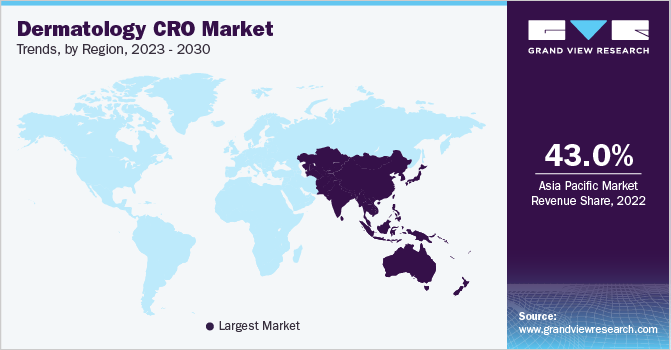 Dermatology CRO Market
Trends, by Region, 2023 - 2030
Largest Market
GRAND VIEW RESEARCH
43.0%
Asia Pacific Market
Revenue Share, 2022
Source:
www.grandviewresearch.com